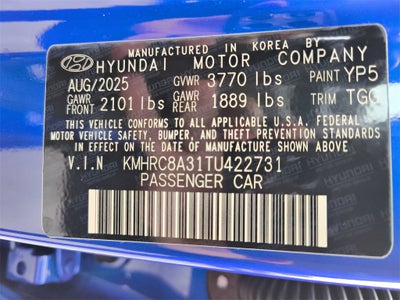 MANUFACTURED IN KOREA BY
HYUNDAI MOTOR COMPANY
AUG/2025 GVWR 3770 lbs PAINT YP5
GAWR FRONT 2101 lbs GAWR REAR 1889 lbs TRIM TGG
THIS VEHICLE CONFORMS TO ALL APPLICABLE U.S.A. FEDERAL
MOTOR VEHICLE SAFETY, BUMPER, AND THEFT PREVENTION STANDARDS
IN EFFECT ON THE DATE OF MANUFACTURE SHOWN ABOVE.
V.I.N KMHRC8A31TU422731
PASSENGER CAR